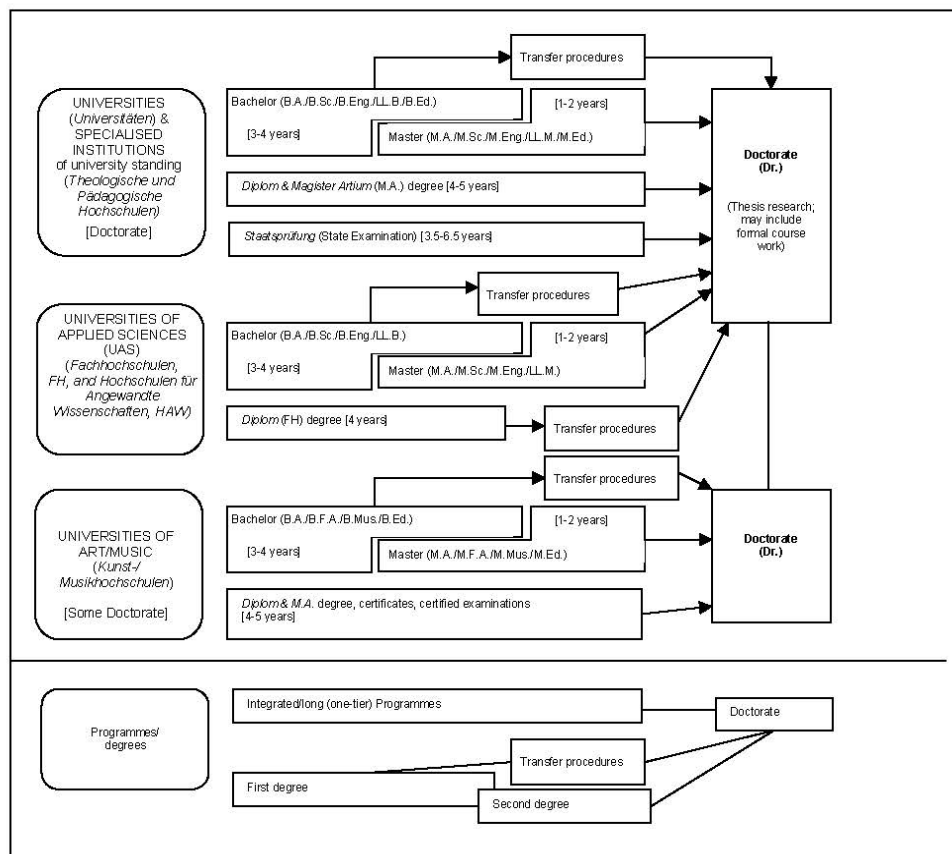 Transfer procedures
UNIVERSITIES
(Universitäten) &
SPECIALISED
INSTITUTIONS
of university standing
(Theologische und
Pädagogische
Hochschulen)
[Doctorate]
Bachelor (B.A./B.Sc./B.Eng./LL.B./B.Ed.)
[3-4 years]
[1-2 years]
Master (M.A./M.Sc./M.Eng./LL.M./M.Ed.)
Diplom & Magister Artium (M.A.) degree [4-5 years]
Staatsprüfung (State Examination) [3.5-6.5 years]
Doctorate
(Dr.)
(Thesis research;
may include
formal course
work)
Transfer procedures
UNIVERSITIES OF
APPLIED SCIENCES
(UAS)
(Fachhochschulen,
FH, and Hochschulen für
Angewandte
Wissenschaften, HAW)
Bachelor (B.A./B.Sc./B.Eng./LL.B.)
[3-4 years]
[1-2 years]
Master (M.A./M.Sc./M.Eng./LL.M.)
Diplom (FH) degree [4 years]
Transfer procedures
Transfer procedures
UNIVERSITIES OF
ART/MUSIC
(Kunst-/
Musikhochschulen)
[Some Doctorate]
Bachelor (B.A./B.F.A./B.Mus./B.Ed.)
[3-4 years]
[1-2 years]
Master (M.A./M.F.A./M.Mus./M.Ed.)
Diplom & M.A. degree, certificates, certified examinations
[4-5 years]
Doctorate
(Dr.)
Programmes/
degrees
Integrated/long (one-tier) Programmes
Doctorate
Transfer procedures
First degree
Second degree